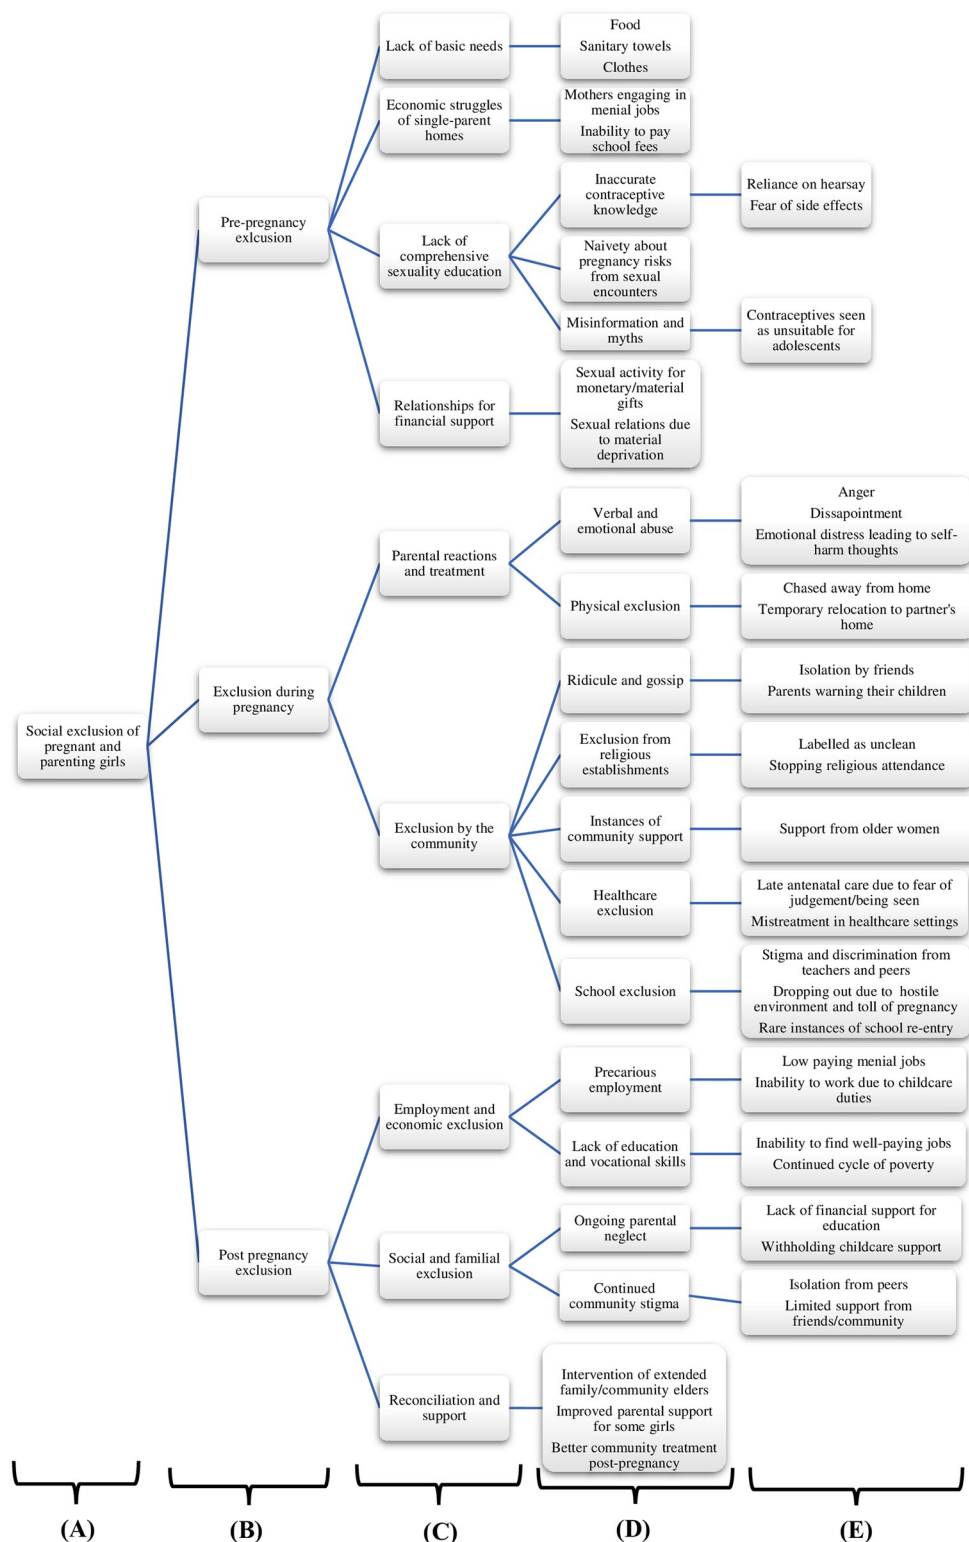 Social exclusion of
pregnant and
parenting girls
Pre-pregnancy
exlcusion
Lack of basic needs
Food
Sanitary towels
Clothes
Economic struggles
of single-parent
homes
Mothers engaging in
menial jobs
Inability to pay
school fees
Lack of
comprehensive
sexuality education
Inaccurate
contraceptive
knowledge
Reliance on hearsay
Fear of side effects
Naivety about
pregnancy risks
from sexual
encounters
Misinformation and
myths
Contraceptives seen
as unsuitable for
adolescents
Relationships for
financial support
Sexual activity for
monetary/material
gifts
Sexual relations due
to material
deprivation
Exclusion during
pregnancy
Parental reactions
and treatment
Verbal and
emotional abuse
Anger
Dissapointment
Emotional distress leading to self-
harm thoughts
Physical exclusion
Chased away from home
Temporary relocation to partner's
home
Exclusion by the
community
Ridicule and gossip
Isolation by friends
Parents warning their children
Exclusion from
religious
establishments
Labelled as unclean
Stopping religious attendance
Instances of
community support
Support from older women
Healthcare
exclusion
Late antenatal care due to fear of
judgement/being seen
Mistreatment in healthcare settings
School exclusion
Stigma and discrimination from
teachers and peers
Dropping out due to hostile
environment and toll of pregnancy
Rare instances of school re-entry
Post pregnancy
exclusion
Employment and
economic exclusion
Precarious
employment
Low paying menial jobs
Inability to work due to childcare
duties
Lack of education
and vocational skills
Inability to find well-paying jobs
Continued cycle of poverty
Social and familial
exclusion
Ongoing parental
neglect
Lack of financial support for
education
Withholding childcare support
Continued
community stigma
Isolation from peers
Limited support from
friends/community
Reconciliation and
support
Intervention of extended
family/community elders
Improved parental support
for some girls
Better community treatment
post-pregnancy
(A)
(B)
(C)
(D)
(E)